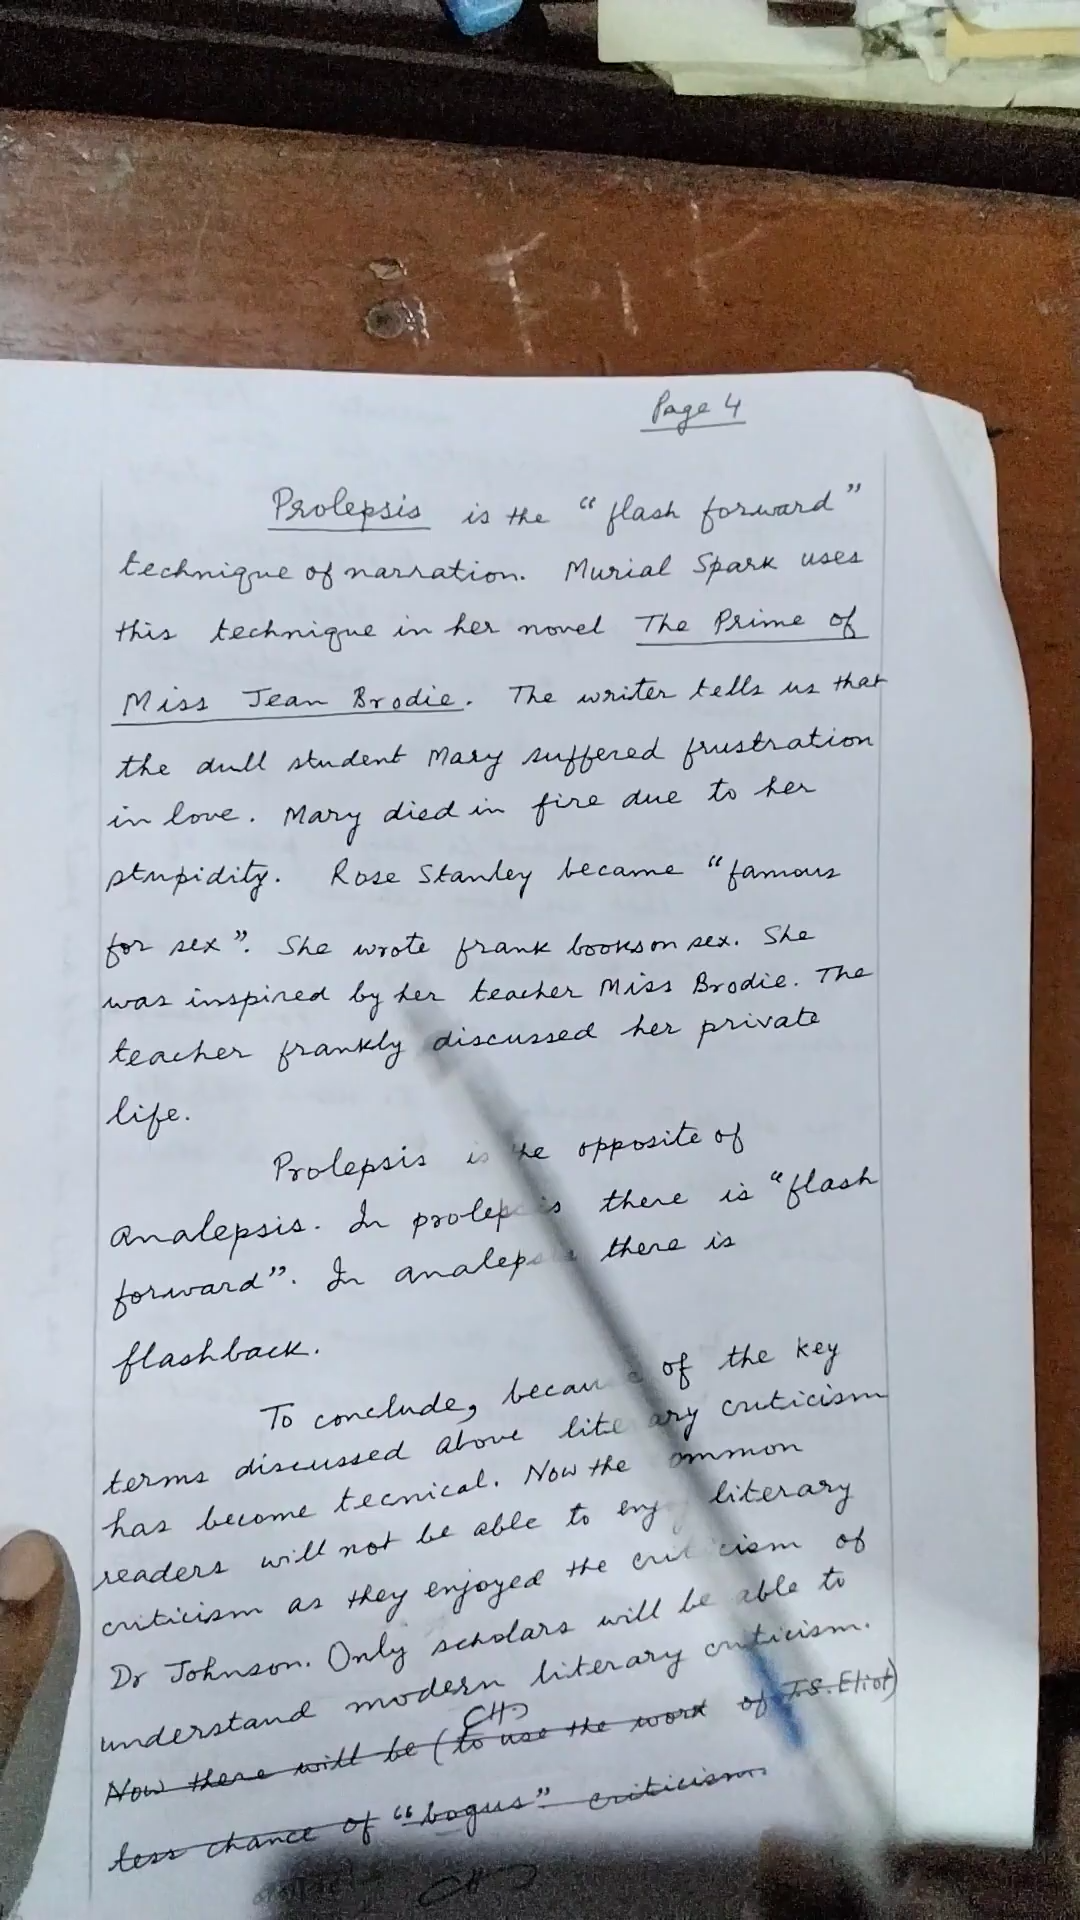 Page 4
Prolepsis is the "flash forward"
technique of narration. Murial Spark uses
this technique in her novel The Prime of
Miss Jean Brodie. The writer tells us that
the dull student Mary suffered frustration
in love. Mary died in fire due to her
stupidity. Rose Stanley became "famous
for sex". She wrote frank books on sex. She
was inspired by her teacher Miss Brodie. The
teacher frankly discussed her private
life.
Prolepsis is the opposite of
Analepsis. In prolepsis there is "flash
forward". In analepsis there is
flashback.
To conclude, because of the key
terms discussed above literary criticism
has become tecnical. Now the common
readers will not be able to enjoy literary
criticism as they enjoyed the criticism of
Dr Johnson. Only scholars will be able to
understand modern literary criticism.
Now there will be (to use the word of T.S. Eliot)
less chance of "bogus" criticism.